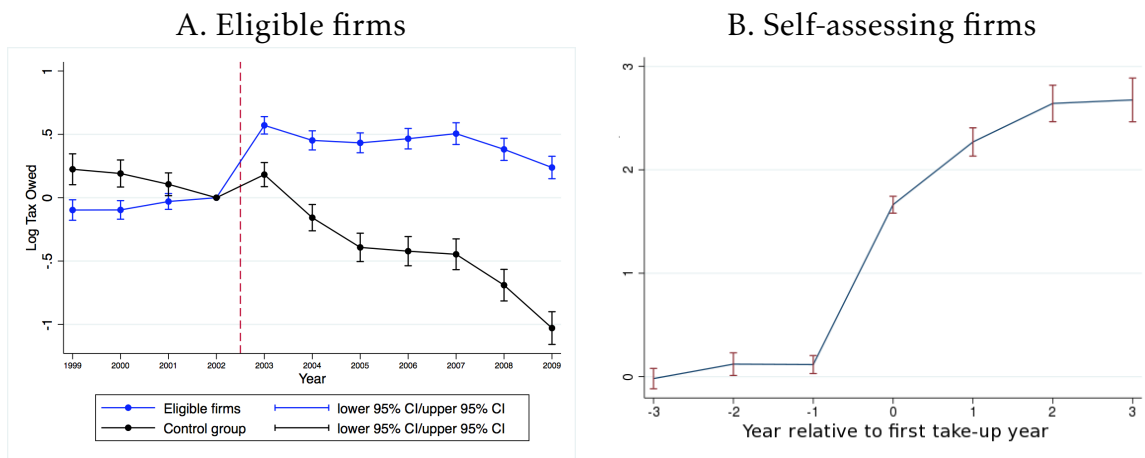 A. Eligible firms
Log Tax Owed
1
.5
0
-.5
-1
1999 2000 2001 2002 2003 2004 2005 2006 2007 2008 2009
Year
Eligible firms lower 95% CI/upper 95% CI
Control group lower 95% CI/upper 95% CI
B. Self-assessing firms
3
2
1
0
-3 -2 -1 0 1 2 3
Year relative to first take-up year